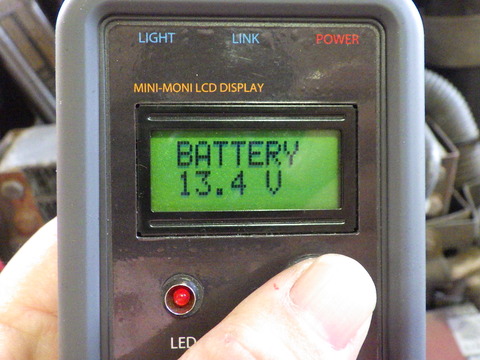 LIGHT LINK POWER
MINI-MONI LCD DISPLAY
BATTERY
13.4 V
LED